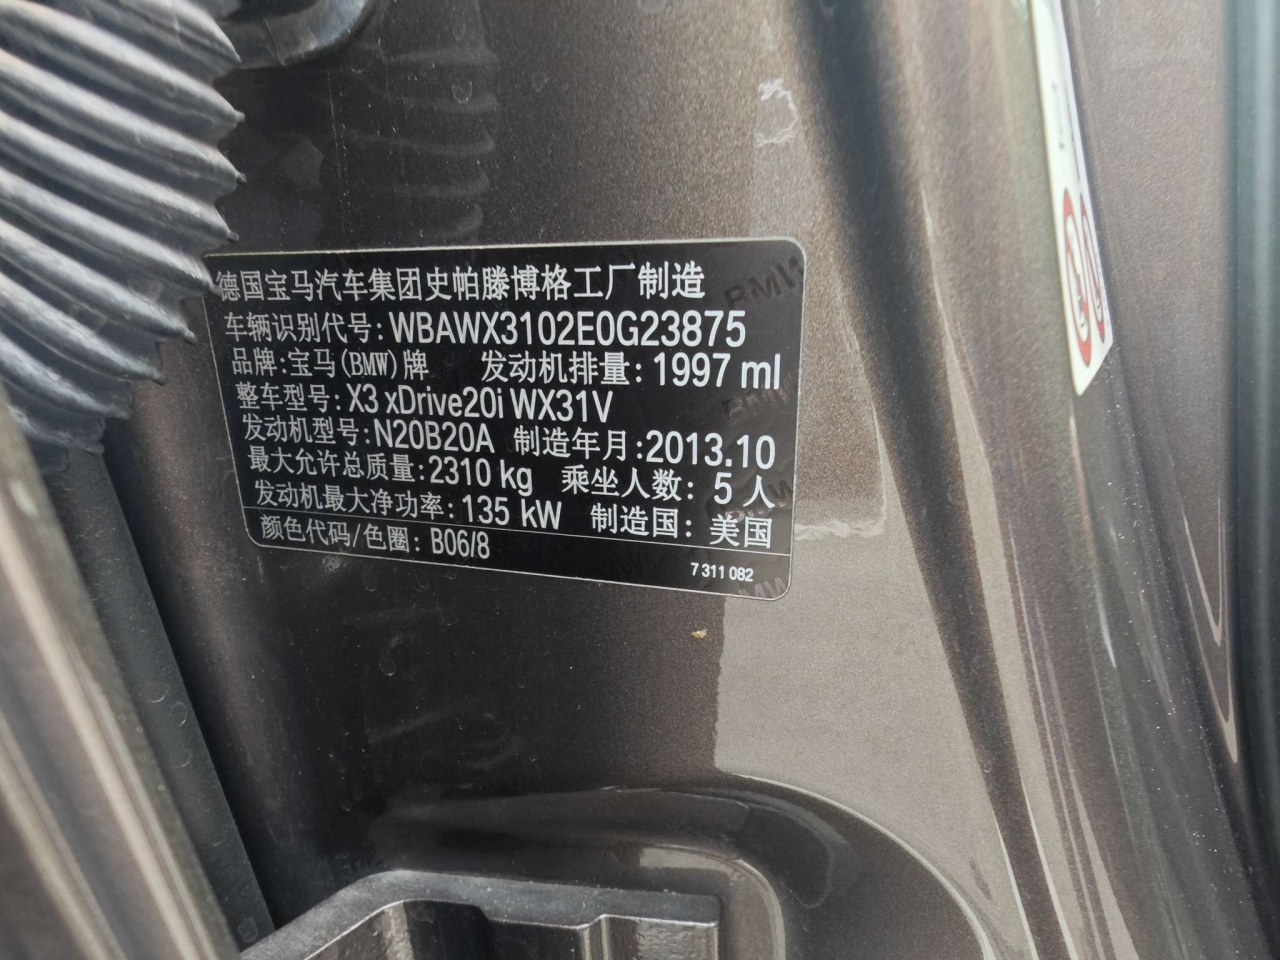 德国宝马汽车集团史帕滕博格工厂制造
车辆识别代号: WBAWX3102E0G23875
品牌: 宝马(BMW)牌 发动机排量: 1997 ml
整车型号: X3 xDrive20i WX31V
发动机型号: N20B20A 制造年月: 2013.10
最大允许总质量: 2310 kg 乘坐人数: 5 人
发动机最大净功率: 135 kW 制造国: 美国
颜色代码/色圈: B06/8
7 311 082